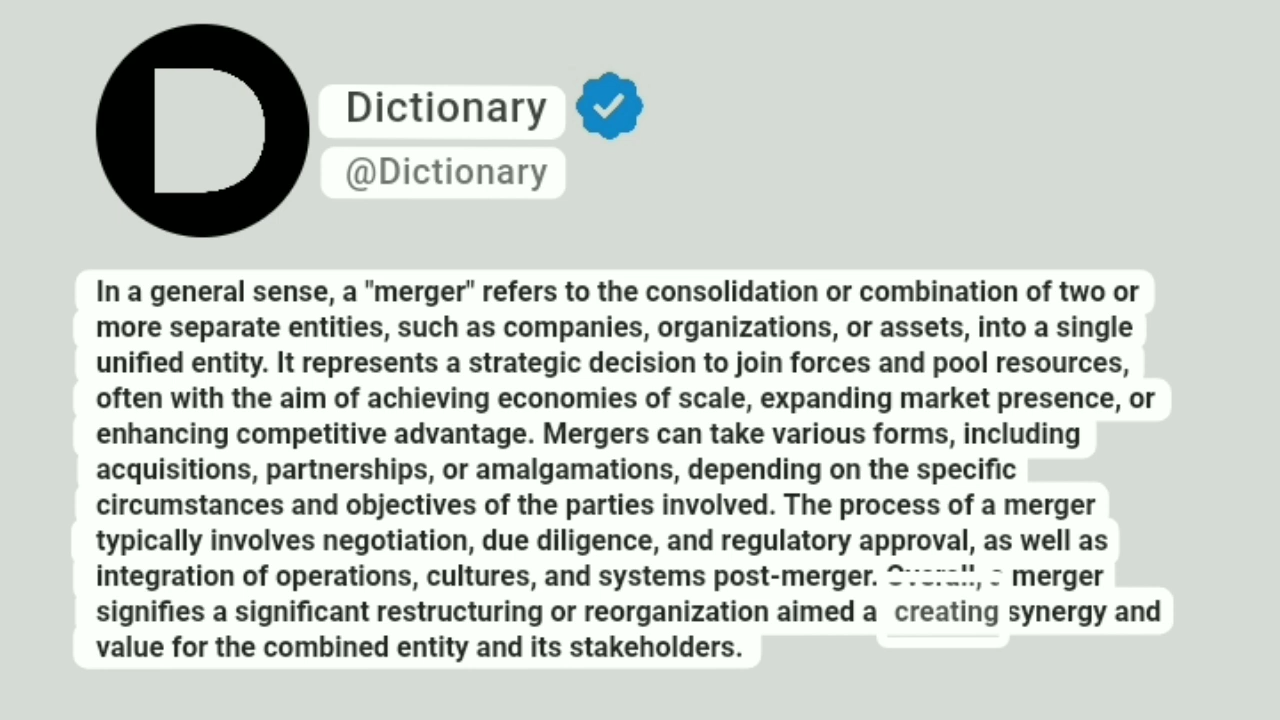 D
Dictionary
@Dictionary
In a general sense, a "merger" refers to the consolidation or combination of two or
more separate entities, such as companies, organizations, or assets, into a single
unified entity. It represents a strategic decision to join forces and pool resources,
often with the aim of achieving economies of scale, expanding market presence, or
enhancing competitive advantage. Mergers can take various forms, including
acquisitions, partnerships, or amalgamations, depending on the specific
circumstances and objectives of the parties involved. The process of a merger
typically involves negotiation, due diligence, and regulatory approval, as well as
integration of operations, cultures, and systems post-merger. Overall, a merger
signifies a significant restructuring or reorganization aimed a creating synergy and
value for the combined entity and its stakeholders.